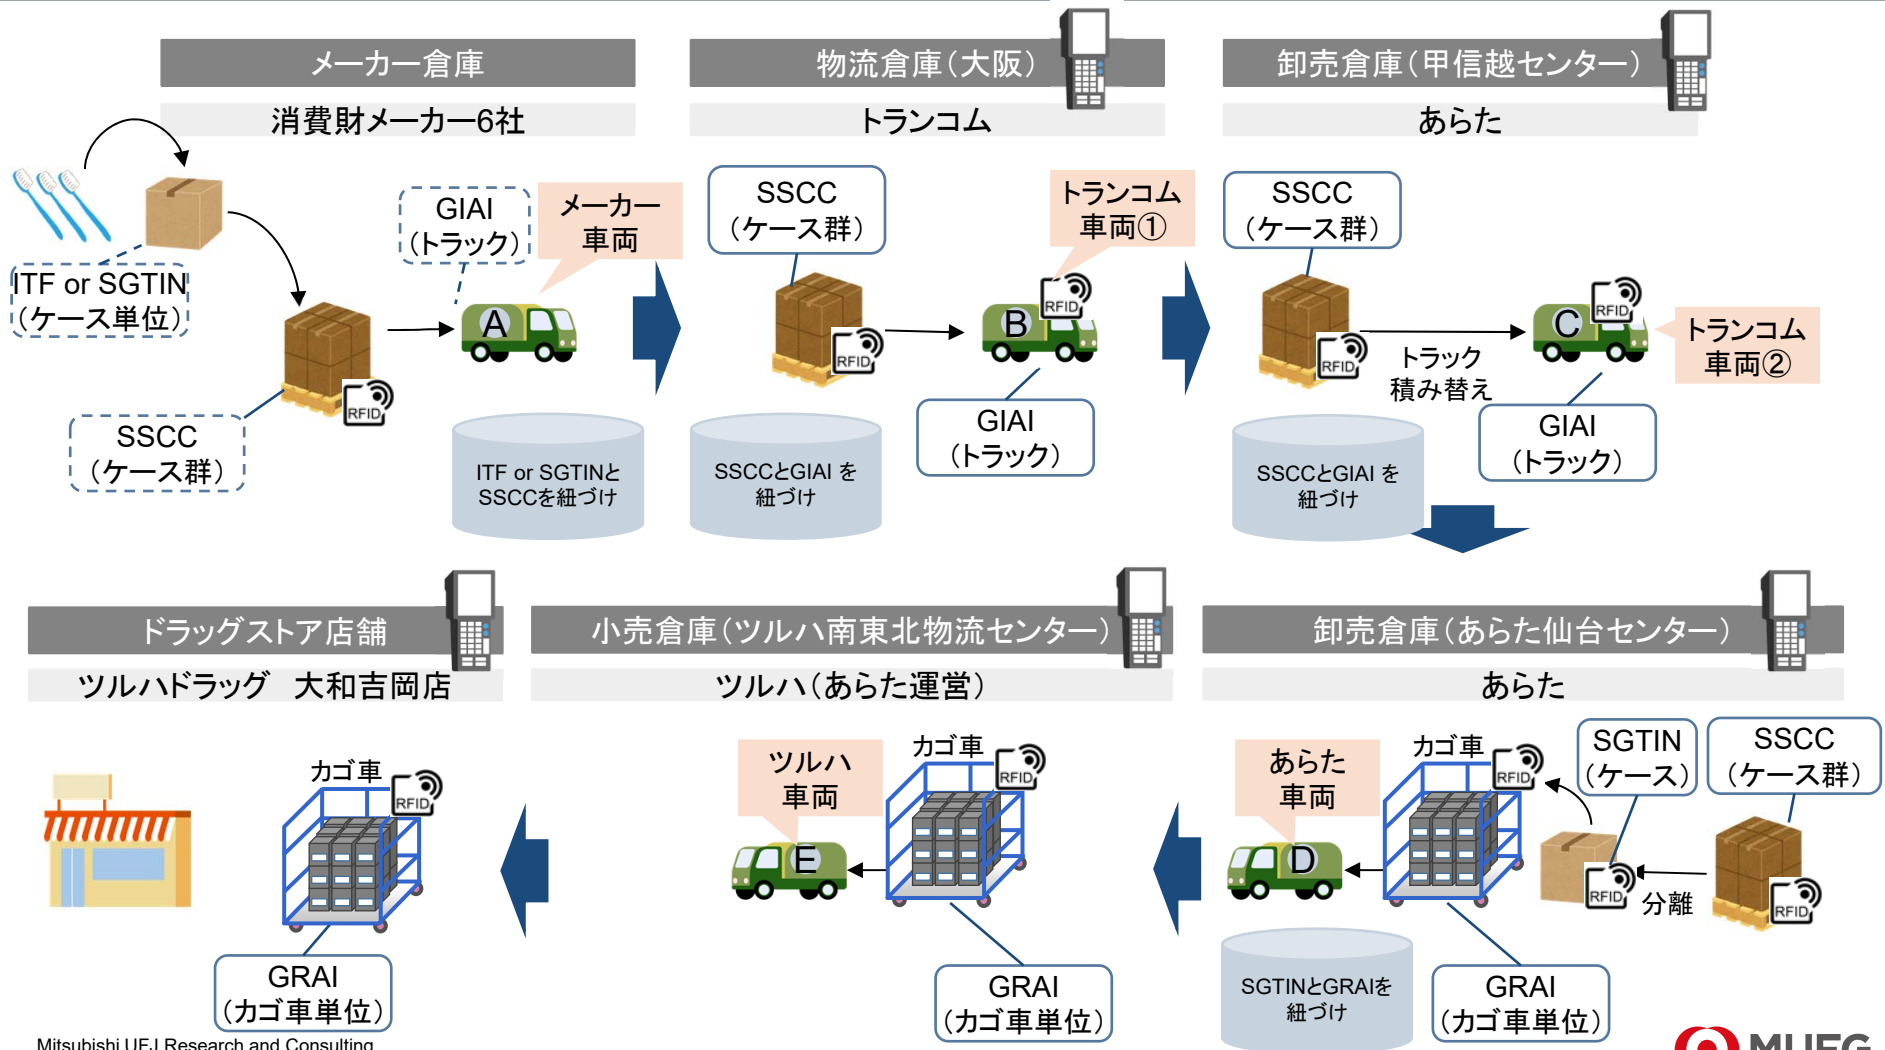 メーカー倉庫
消費財メーカー6社
ITF or SGTIN
（ケース単位）
SSCC
（ケース群）
RFID
GIAI
（トラック）
メーカー
車両
A
ITF or SGTINと
SSCCを紐づけ
物流倉庫（大阪）
トランコム
SSCC
（ケース群）
RFID
トランコム
車両①
RFID
B
GIAI
（トラック）
SSCCとGIAI を
紐づけ
卸売倉庫（甲信越センター）
あらた
SSCC
（ケース群）
RFID
トラック
積み替え
RFID
C
トランコム
車両②
GIAI
（トラック）
SSCCとGIAI を
紐づけ
卸売倉庫（あらた仙台センター）
あらた
SSCC
（ケース群）
RFID
分離
SGTIN
（ケース）
RFID
カゴ車
RFID
あらた
車両
D
GRAI
（カゴ車単位）
SGTINとGRAIを
紐づけ
小売倉庫（ツルハ南東北物流センター）
ツルハ（あらた運営）
カゴ車
RFID
ツルハ
車両
E
GRAI
（カゴ車単位）
ドラッグストア店舗
ツルハドラッグ　大和吉岡店
カゴ車
RFID
GRAI
（カゴ車単位）
Mitsubishi UFJ Research and Consulting
MUFG